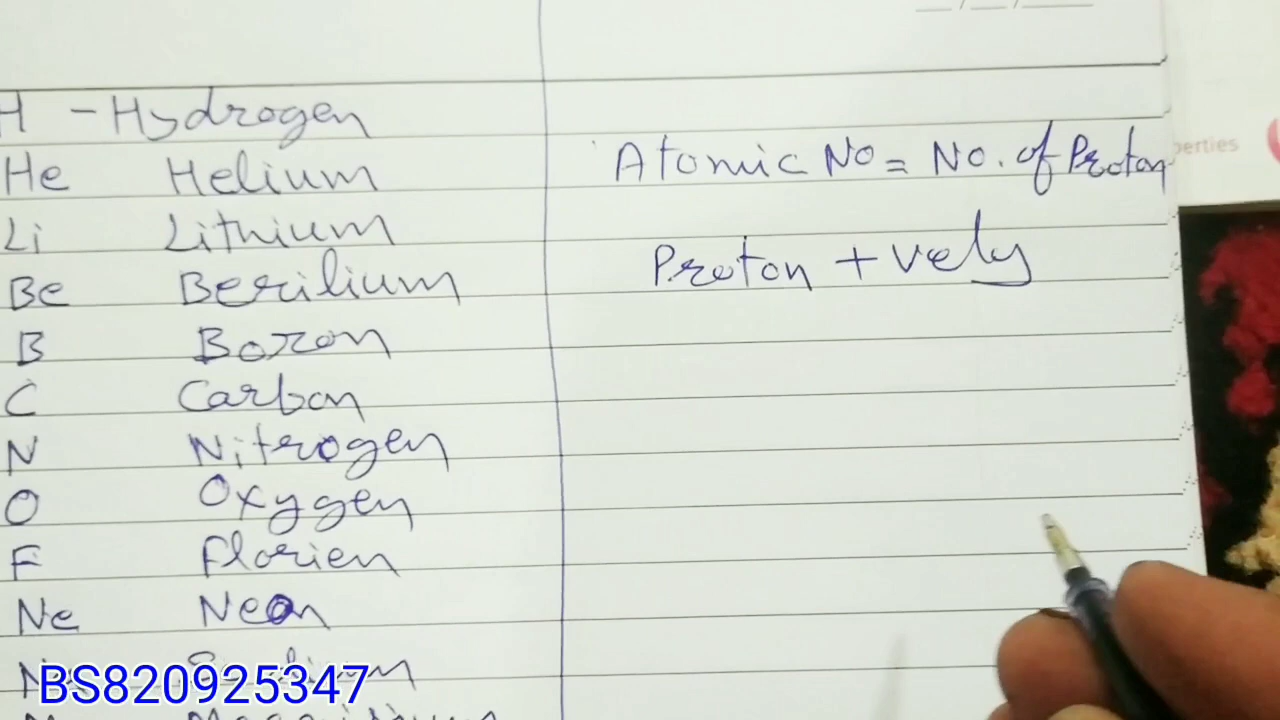 H - Hydrogen
He Helium
Li Lithium
Be Berilium
B Boron
C Carbon
N Nitrogen
O Oxygen
F Florien
Ne Neon
Atomic No = No. of Proton
Proton + vely
perties
BS820925347